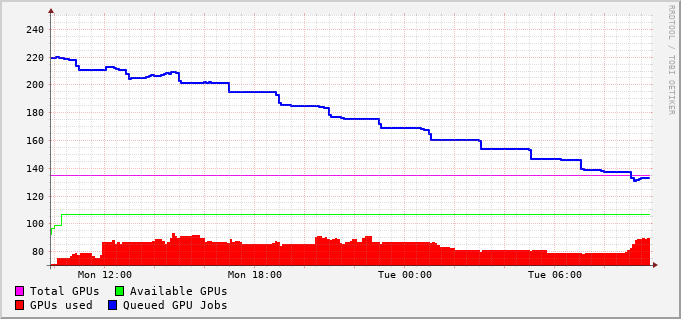 RRDTOOL / TOBI OETIKER
240
220
200
180
160
140
120
100
80
Mon 12:00 Mon 18:00 Tue 00:00 Tue 06:00
Total GPUs Available GPUs
GPUs used Queued GPU Jobs